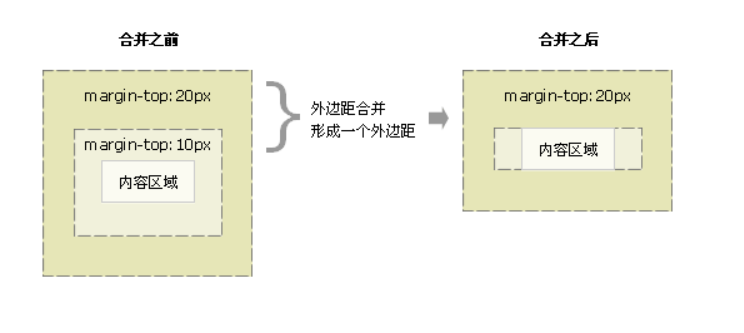 合并之前
合并之后
margin-top: 20px
margin-top: 10px
内容区域
外边距合并
形成一个外边距
margin-top: 20px
内容区域